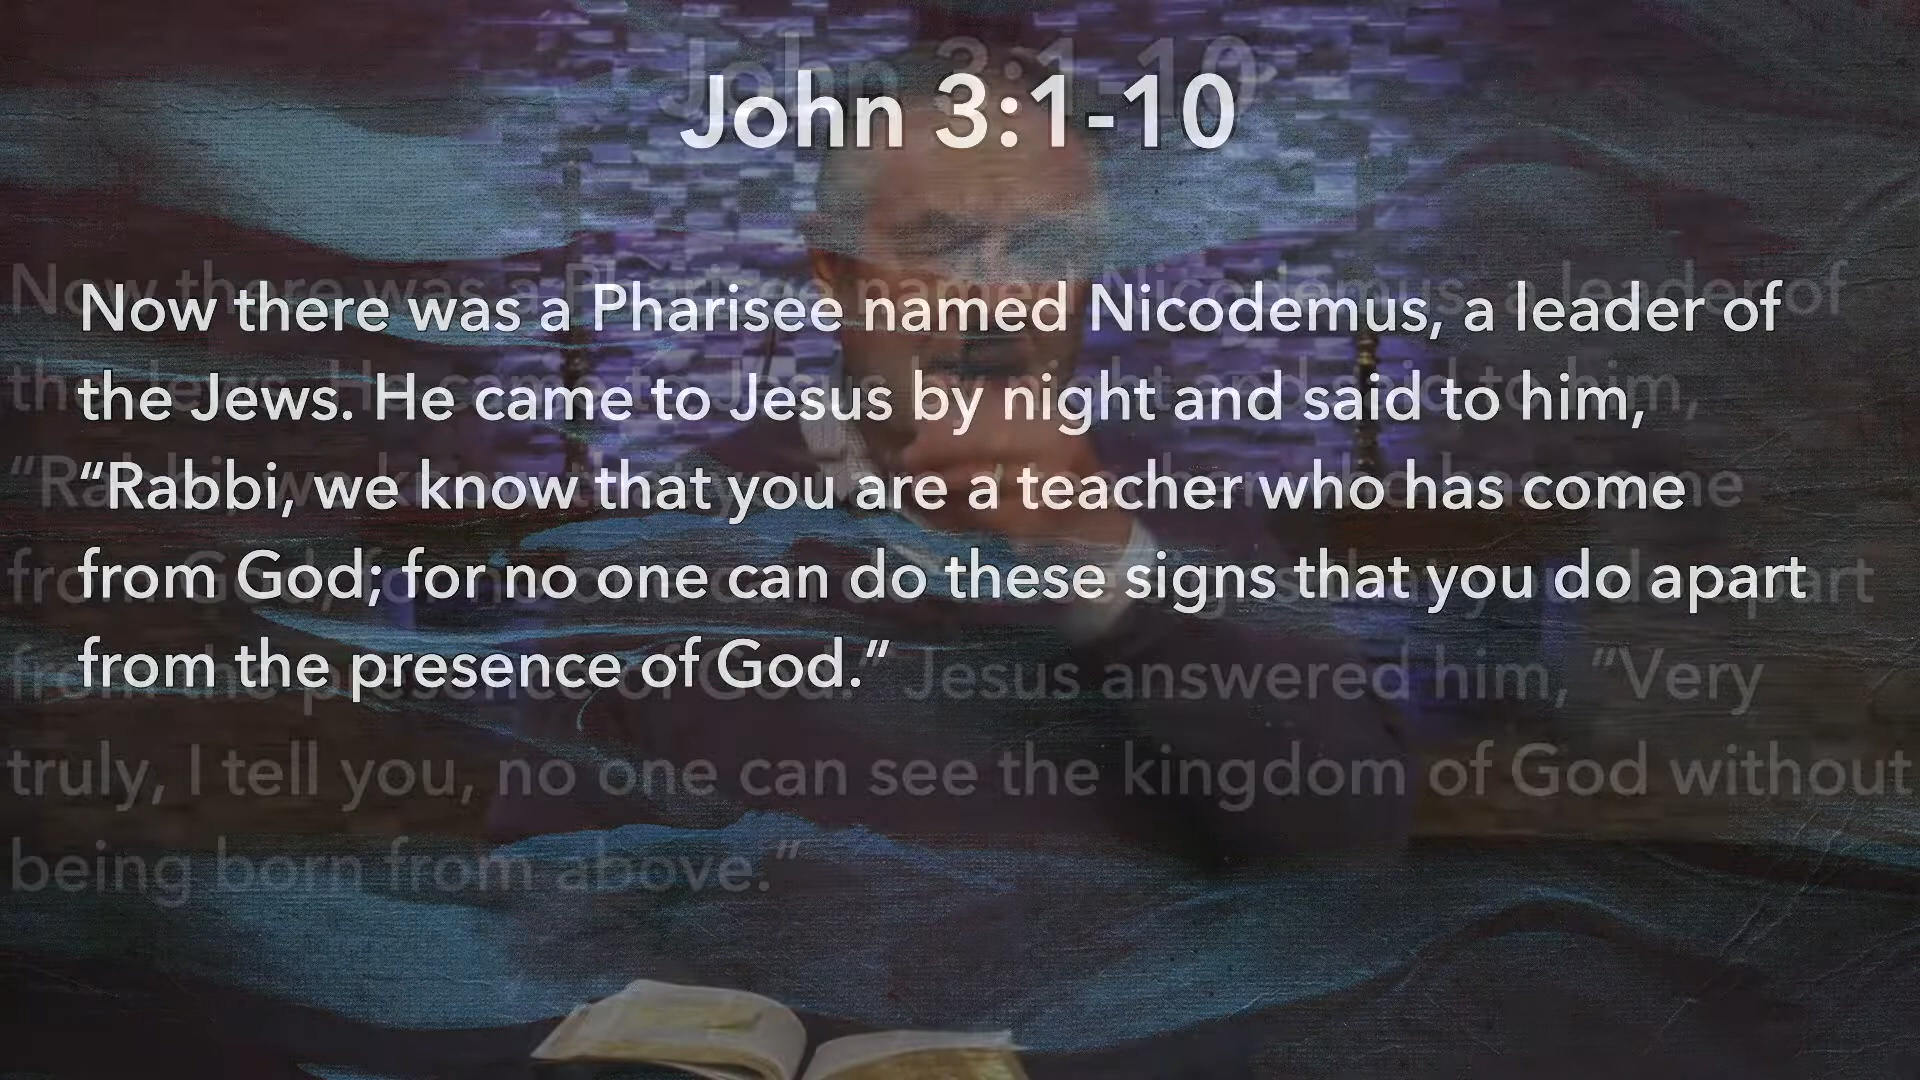 John 3:1-10
Now there was a Pharisee named Nicodemus, a leader of
the Jews. He came to Jesus by night and said to him,
“Rabbi, we know that you are a teacher who has come
from God; for no one can do these signs that you do apart
from the presence of God.”
Jesus answered him, ”Very
truly, I tell you, no one can see the kingdom of God without
being born from above.”